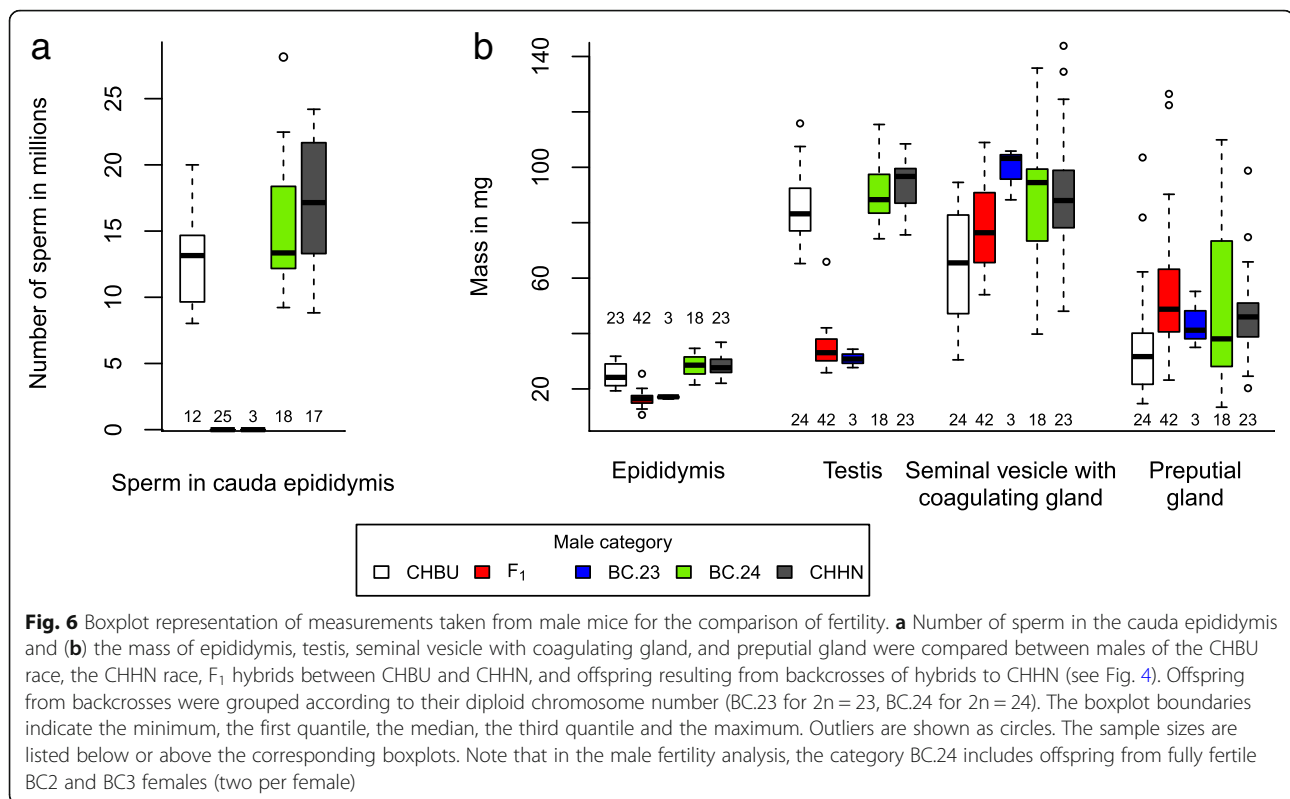 a
b
Number of sperm in millions
0 5 10 15 20 25
12 25 3 18 17
Sperm in cauda epididymis
Mass in mg
20 60 100 140
23 42 3 18 23
24 42 3 18 23 24 42 3 18 23 24 42 3 18 23
Epididymis Testis Seminal vesicle with Preputial
coagulating gland gland
Male category
CHBU F1 BC.23 BC.24 CHHN
Fig. 6 Boxplot representation of measurements taken from male mice for the comparison of fertility. a Number of sperm in the cauda epididymis
and (b) the mass of epididymis, testis, seminal vesicle with coagulating gland, and preputial gland were compared between males of the CHBU
race, the CHHN race, F1 hybrids between CHBU and CHHN, and offspring resulting from backcrosses of hybrids to CHHN (see Fig. 4). Offspring
from backcrosses were grouped according to their diploid chromosome number (BC.23 for 2n = 23, BC.24 for 2n = 24). The boxplot boundaries
indicate the minimum, the first quantile, the median, the third quantile and the maximum. Outliers are shown as circles. The sample sizes are
listed below or above the corresponding boxplots. Note that in the male fertility analysis, the category BC.24 includes offspring from fully fertile
BC2 and BC3 females (two per female)